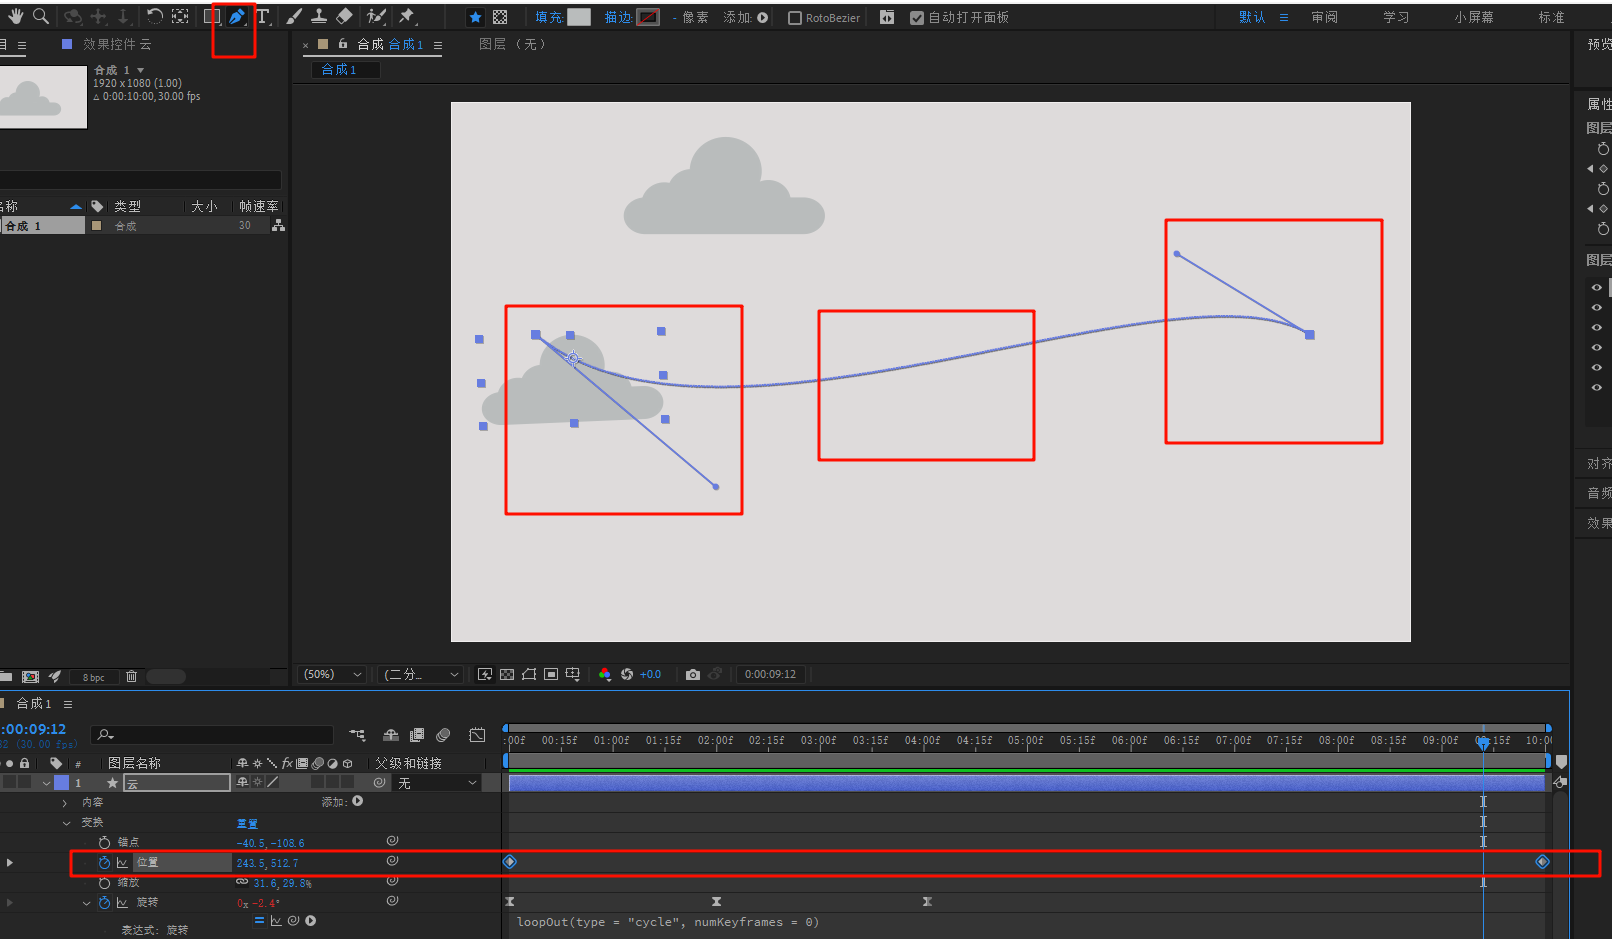 填充: 描边: - 像素 添加: RotoBezier 自动打开面板 默认 审阅 学习 小屏幕 标准
目 效果控件 云 × 合成 合成 1 图层 (无) 预览
合成 1
合成 1
1920 x 1080 (1.00)
△ 0:00:10:00, 30.00 fps
属性
图层
名称 类型 大小 帧速率
合成 1 合成 30
图层
对齐
音频
效果
8 bpc (50%) (二分... +0.0 0:00:09:12
合成 1
:00:09:12
(30.00 fps)
:00f 00:15f 01:00f 01:15f 02:00f 02:15f 03:00f 03:15f 04:00f 04:15f 05:00f 05:15f 06:00f 06:15f 07:00f 07:15f 08:00f 08:15f 09:00f 15f 10:00
# 图层名称 fx 父级和链接
1 云 无
内容 添加:
变换 重置
锚点 -40.5,-108.6
位置 243.5,512.7
缩放 31.6,29.8%
旋转 0x-2.4°
表达式: 旋转 loopOut(type = "cycle", numKeyframes = 0)